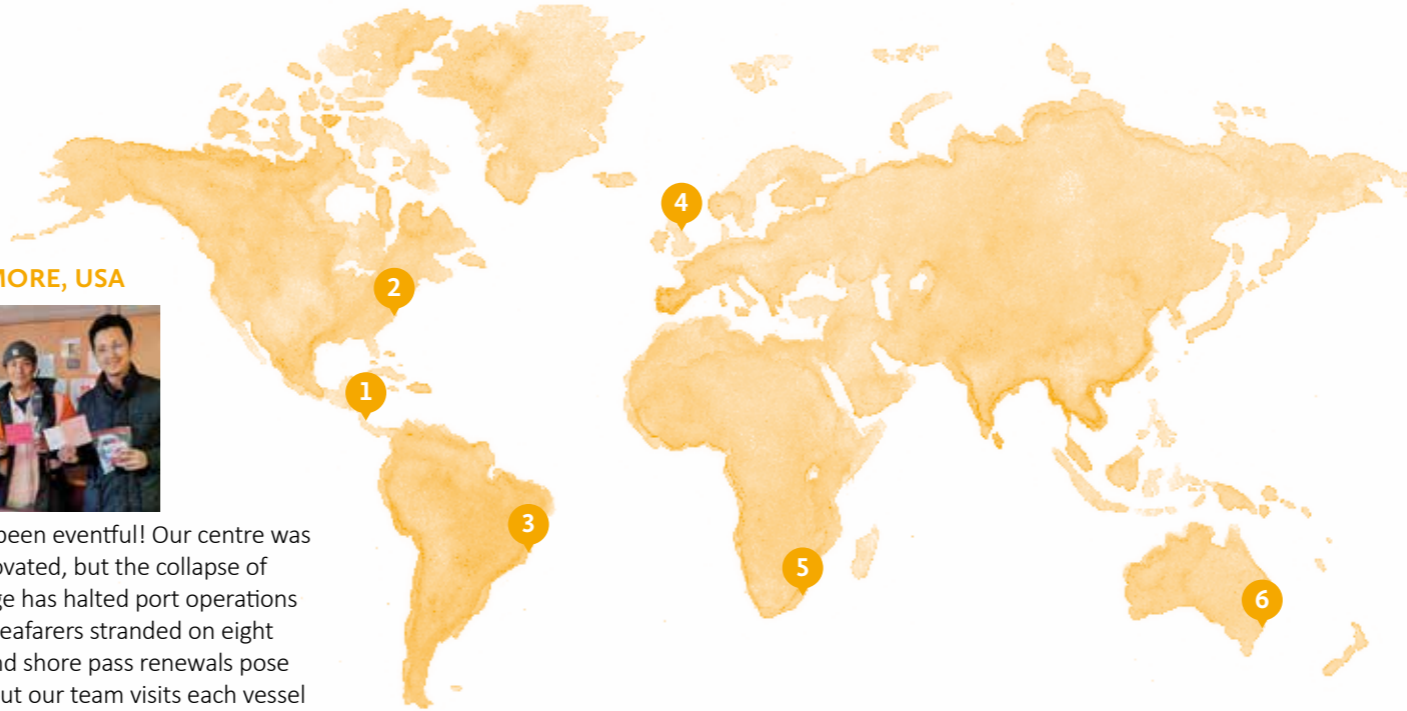 MORE, USA
been eventful! Our centre was
ovated, but the collapse of
ge has halted port operations
eafarers stranded on eight
nd shore pass renewals pose
ut our team visits each vessel
1
2
3
4
5
6